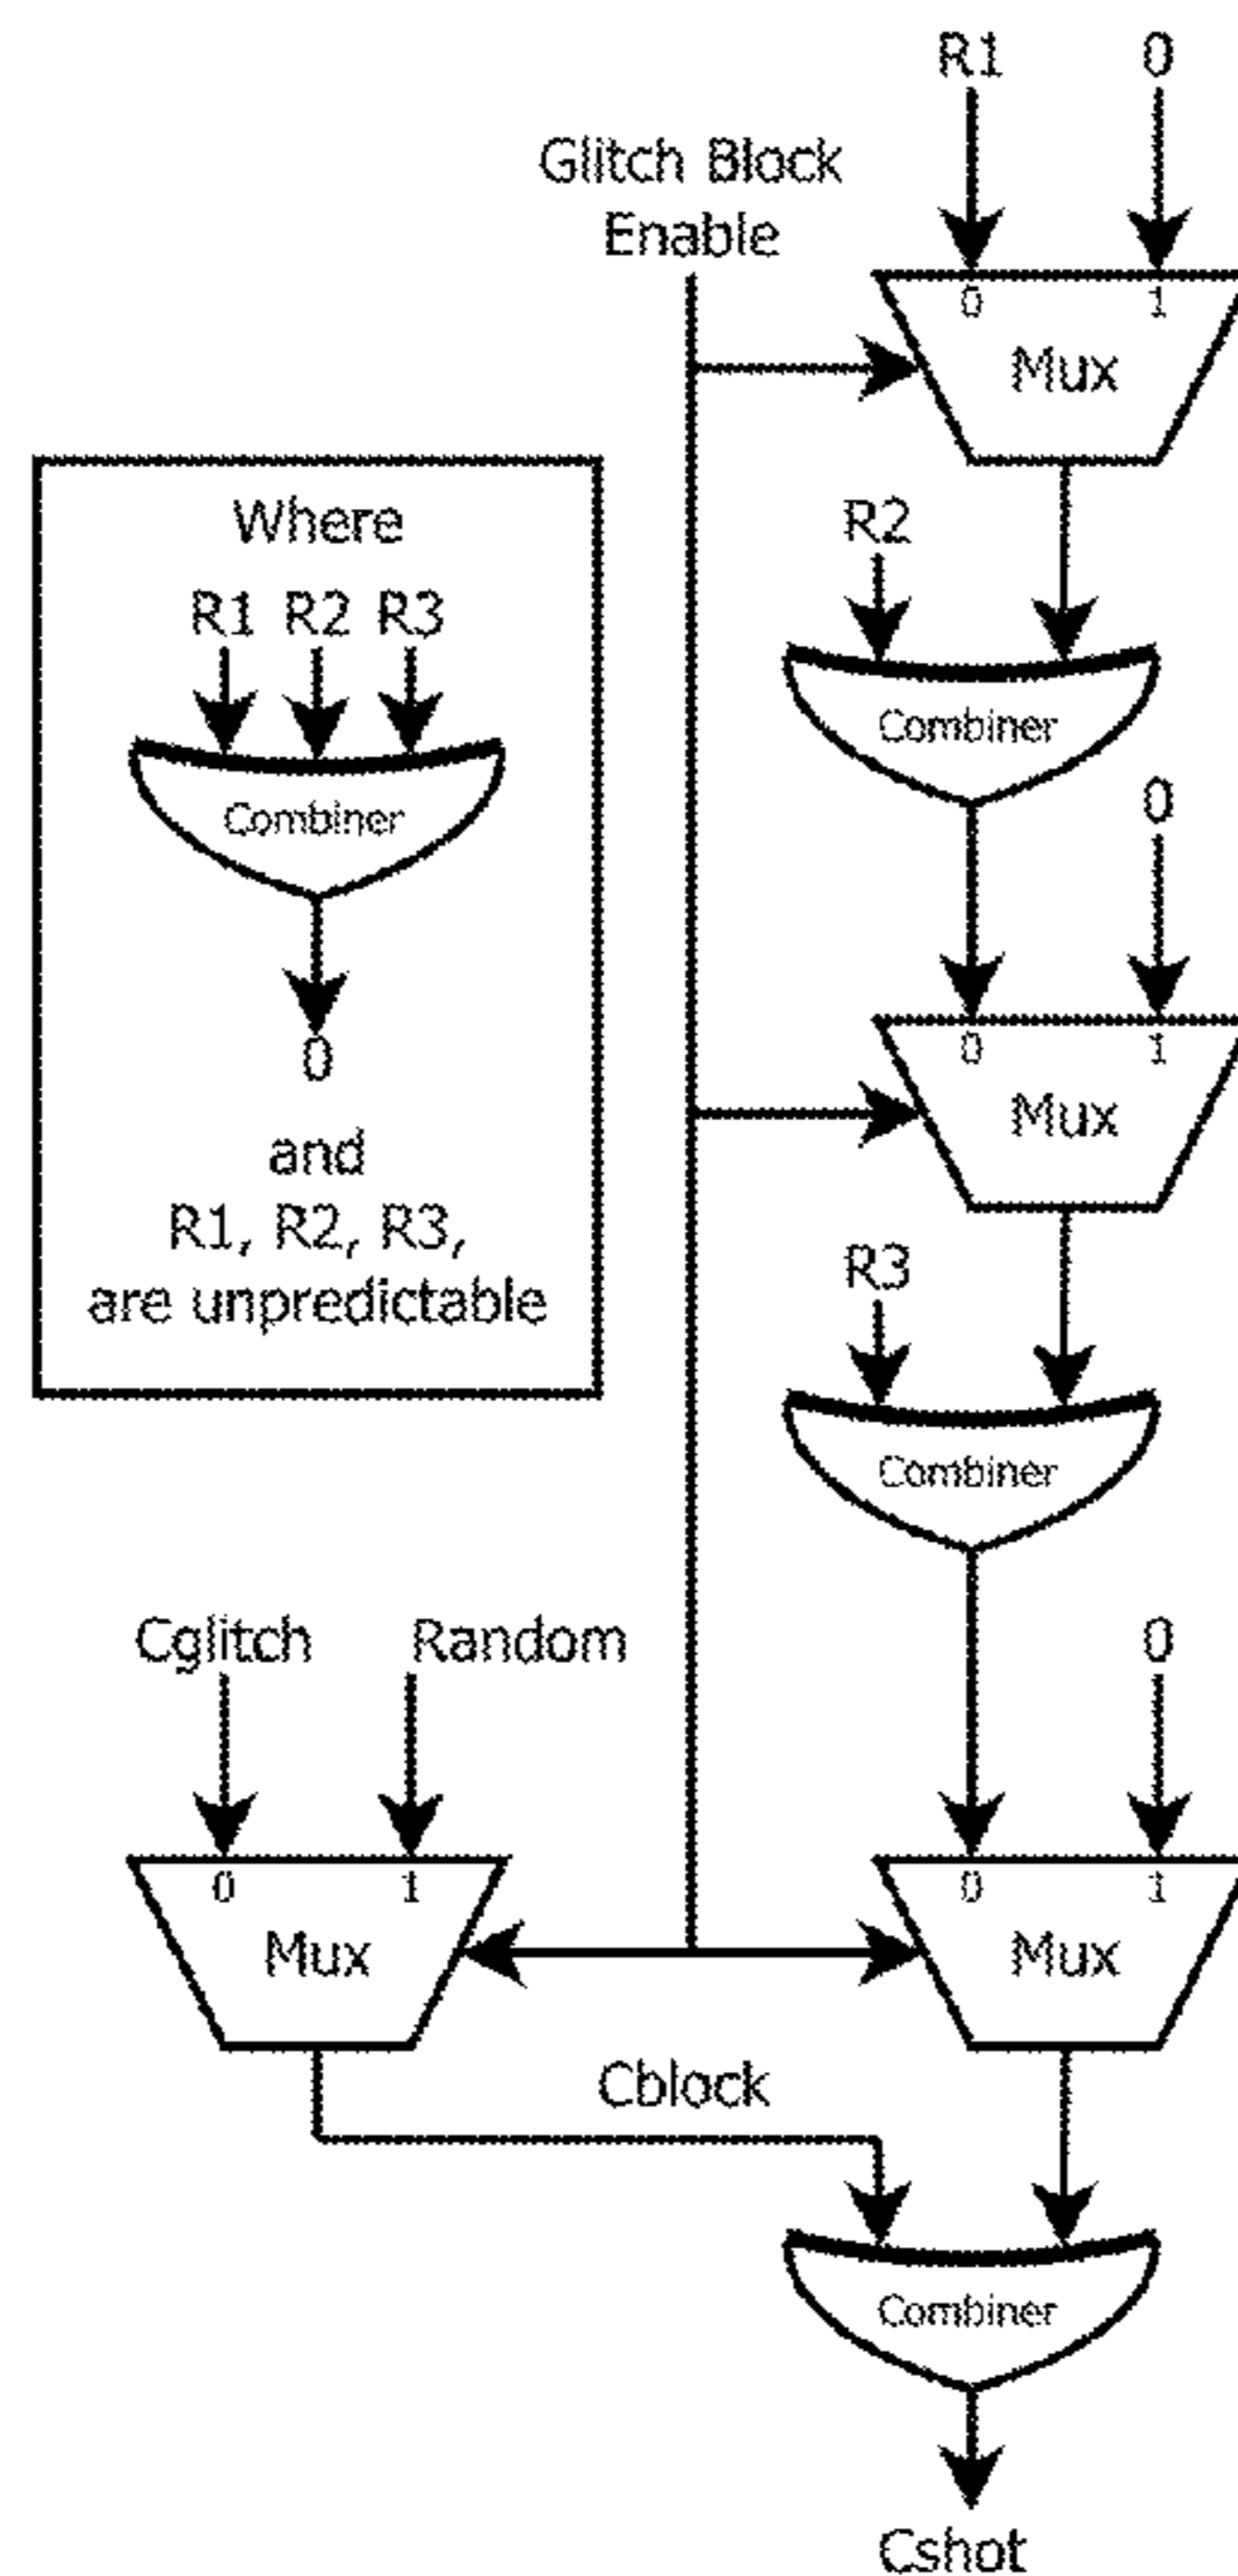 R1 0
Glitch Block
Enable
0 1
Mux
Where
R1 R2 R3
Combiner
0
and
R1, R2, R3,
are unpredictable
R2
Combiner
0
0 1
Mux
R3
Combiner
Cglitch Random
0
0 1
Mux
0 1
Mux
Cblock
Combiner
Cshot